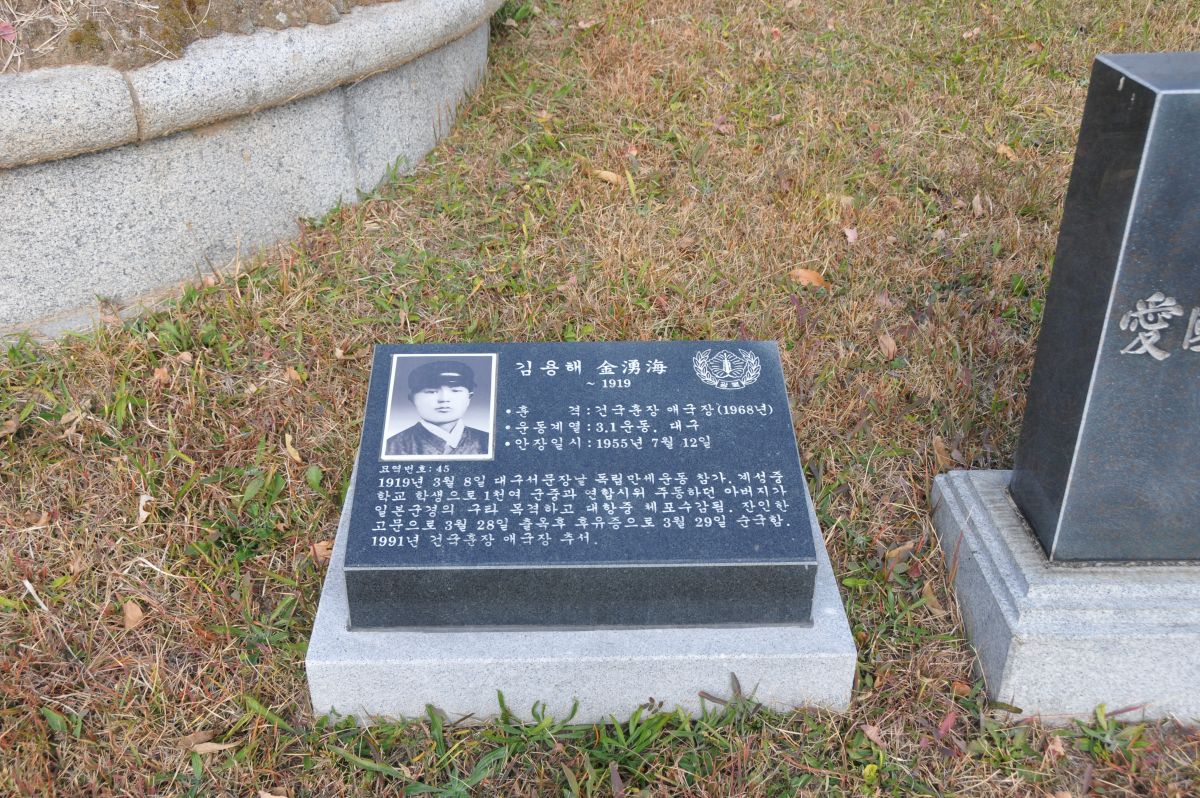 김용해 金湧海
~ 1919
•훈 격 : 건국훈장 애국장(1968년)
•운동계열 : 3.1운동. 대구
•안장일시 : 1955년 7월 12일
묘역번호 : 45
1919년 3월 8일 대구서문장날 독립만세운동 참가. 계성중
학교 학생으로 1천여 군중과 연합시위 주동하던 아버지가
일본군경의 구타 목격하고 대항중 체포수감됨. 잔인한
고문으로 3월 28일 출옥후 후유증으로 3월 29일 순국함.
1991년 건국훈장 애국장 추서.
愛